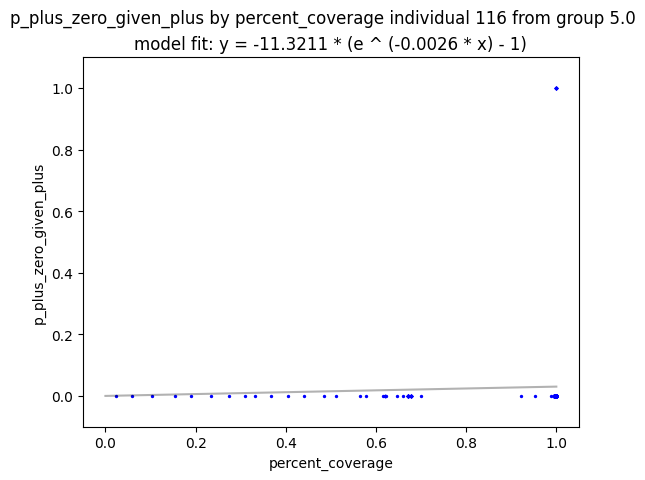 p_plus_zero_given_plus by percent_coverage individual 116 from group 5.0
model fit: y = -11.3211 * (e ^ (-0.0026 * x) - 1)
1.0
0.8
0.6
0.4
0.2
0.0
p_plus_zero_given_plus
0.0 0.2 0.4 0.6 0.8 1.0
percent_coverage